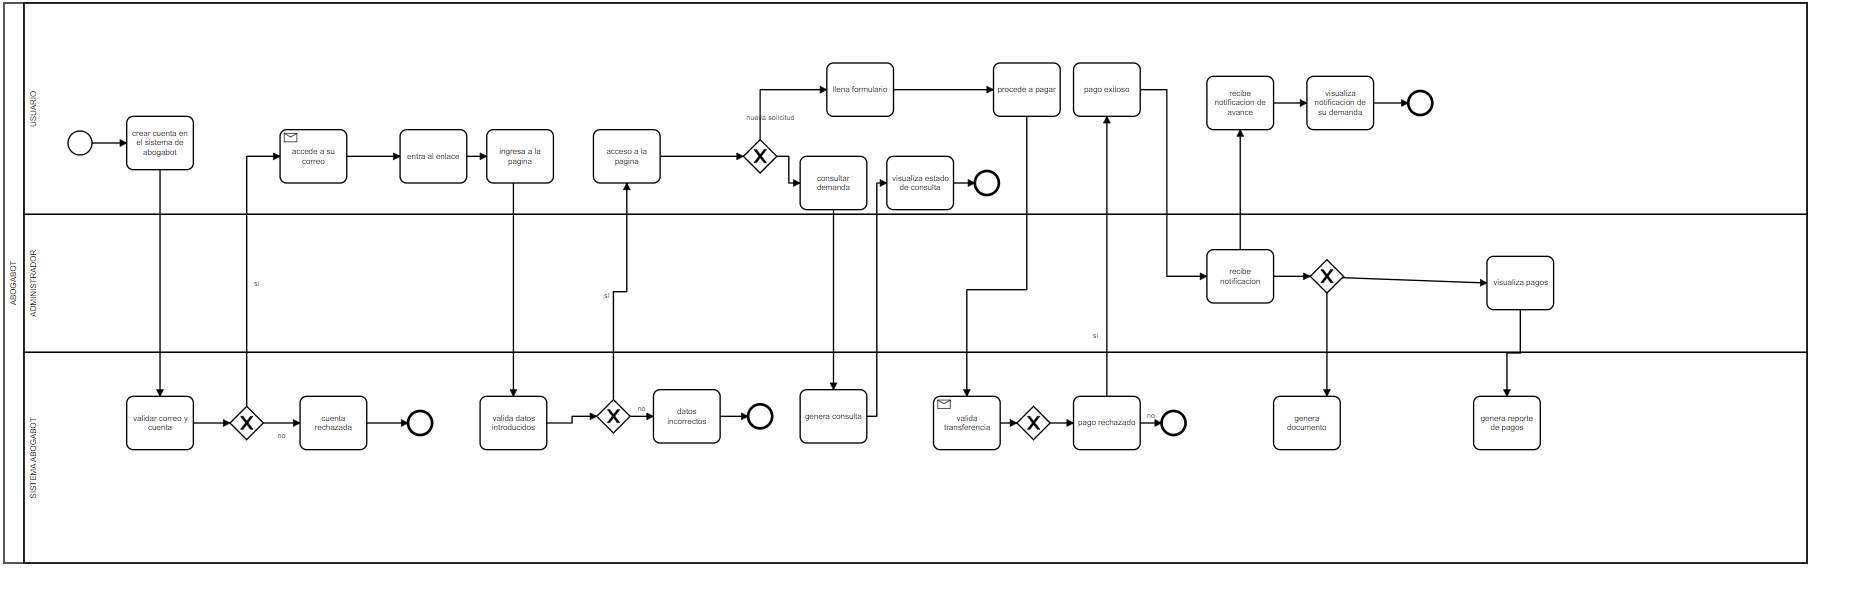 ABOGABOT
USUARIO
crear cuenta en
el sistema de
abogabot
accede a su
correo
entra al enlace
ingresa a la
pagina
acceso a la
pagina
nueva solicitud
llena formulario
procede a pagar
pago exitoso
consultar
demanda
visualiza estado
de consulta
recibe
notificacion de
avance
visualiza
notificacion de
su demanda
ADMINISTRADOR
si
si
si
recibe
notificacion
visualiza pagos
SISTEMA ABOGABOT
validar correo y
cuenta
no
cuenta
rechazada
valida datos
introducidos
no
datos
incorrectos
genera consulta
valida
transferencia
pago rechazado
no
genera
documento
genera reporte
de pagos